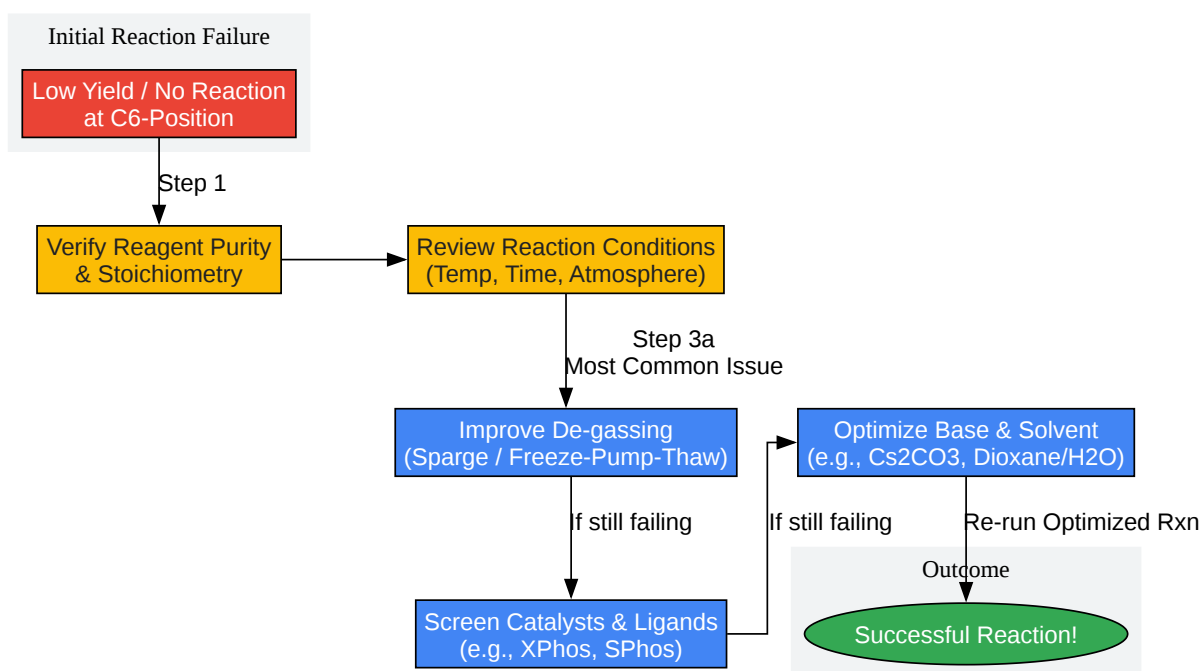 Initial Reaction Failure
Low Yield / No Reaction
at C6-Position
Step 1
Verify Reagent Purity
& Stoichiometry
Review Reaction Conditions
(Temp, Time, Atmosphere)
Step 3a
Most Common Issue
Improve De-gassing
(Sparge / Freeze-Pump-Thaw)
If still failing
Screen Catalysts & Ligands
(e.g., XPhos, SPhos)
If still failing
Optimize Base & Solvent
(e.g., Cs2CO3, Dioxane/H2O)
Re-run Optimized Rxn
Outcome
Successful Reaction!